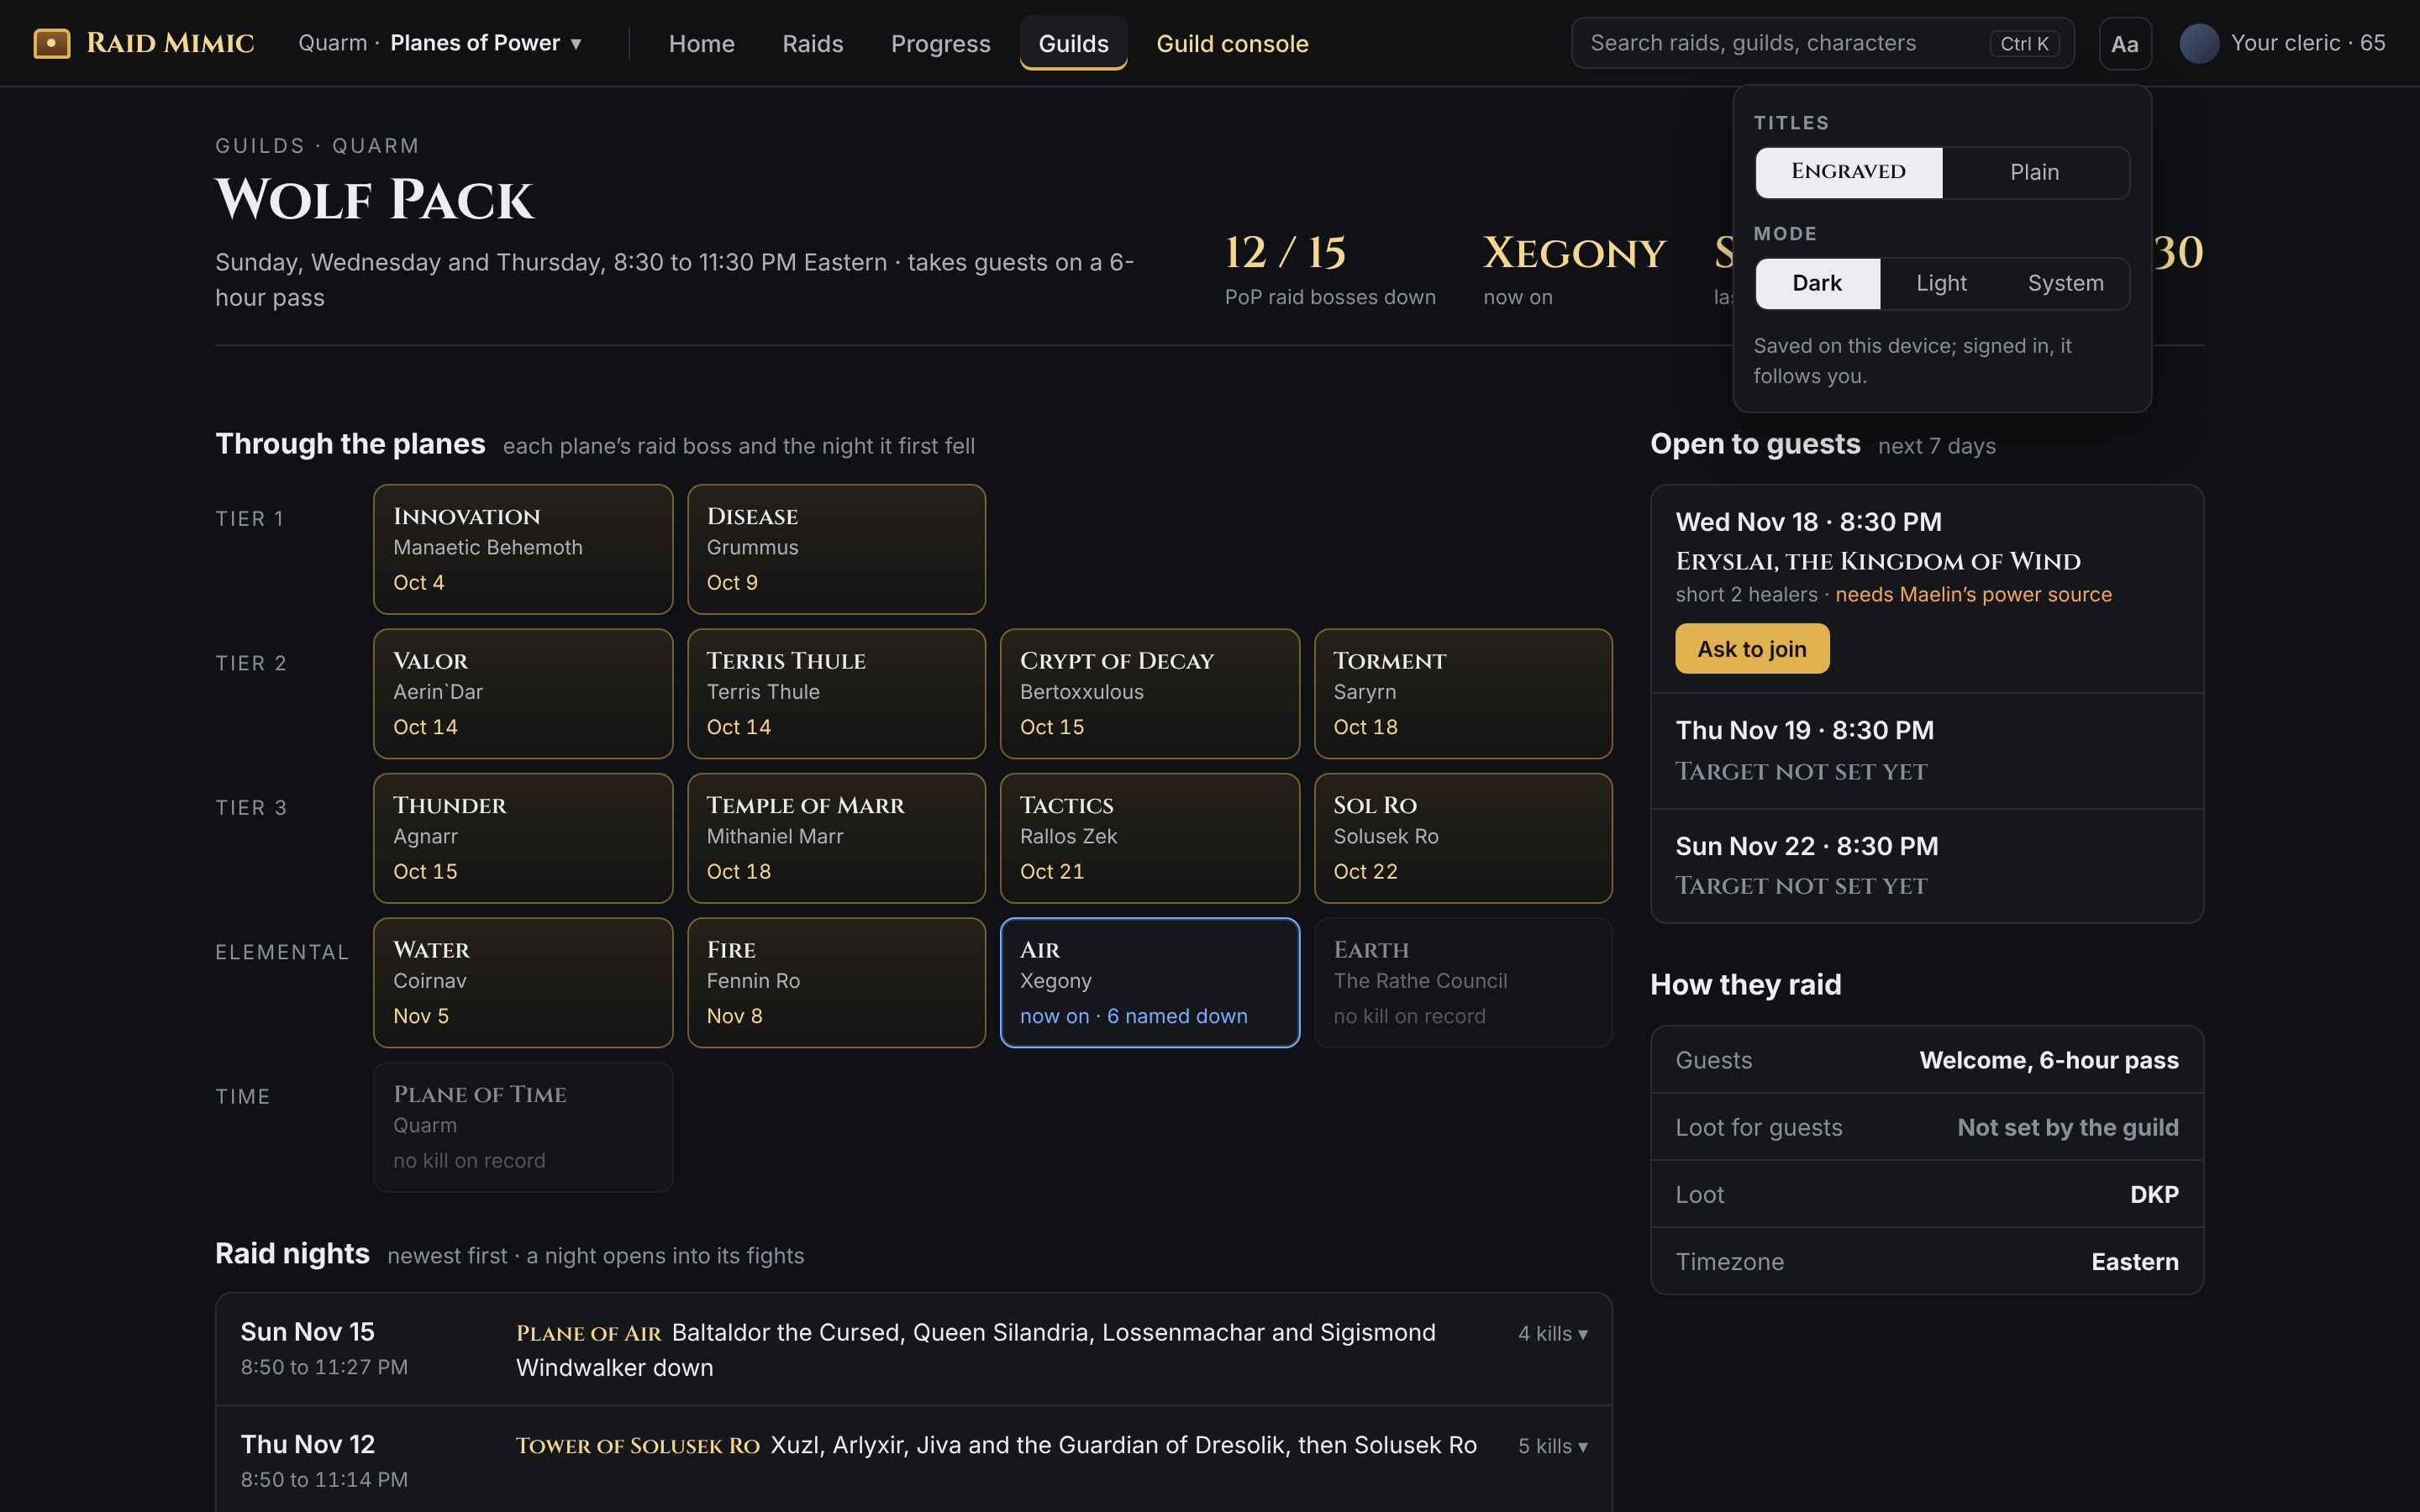 Raid Mimic
Quarm · Planes of Power ▾
Home
Raids
Progress
Guilds
Guild console
Search raids, guilds, characters
Ctrl K
Aa
Your cleric · 65
TITLES
Engraved
Plain
MODE
Dark
Light
System
Saved on this device; signed in, it
follows you.
GUILDS · QUARM
Wolf Pack
Sunday, Wednesday and Thursday, 8:30 to 11:30 PM Eastern · takes guests on a 6-
hour pass
12 / 15
PoP raid bosses down
Xegony
now on
30
Through the planes
each plane’s raid boss and the night it first fell
TIER 1
Innovation
Manaetic Behemoth
Oct 4
Disease
Grummus
Oct 9
TIER 2
Valor
Aerin`Dar
Oct 14
Terris Thule
Terris Thule
Oct 14
Crypt of Decay
Bertoxxulous
Oct 15
Torment
Saryrn
Oct 18
TIER 3
Thunder
Agnarr
Oct 15
Temple of Marr
Mithaniel Marr
Oct 18
Tactics
Rallos Zek
Oct 21
Sol Ro
Solusek Ro
Oct 22
ELEMENTAL
Water
Coirnav
Nov 5
Fire
Fennin Ro
Nov 8
Air
Xegony
now on · 6 named down
Earth
The Rathe Council
no kill on record
TIME
Plane of Time
Quarm
no kill on record
Raid nights
newest first · a night opens into its fights
Sun Nov 15
8:50 to 11:27 PM
Plane of Air Baltaldor the Cursed, Queen Silandria, Lossenmachar and Sigismond
Windwalker down
4 kills ▾
Thu Nov 12
8:50 to 11:14 PM
Tower of Solusek Ro Xuzl, Arlyxir, Jiva and the Guardian of Dresolik, then Solusek Ro
5 kills ▾
Open to guests
next 7 days
Wed Nov 18 · 8:30 PM
Eryslai, the Kingdom of Wind
short 2 healers · needs Maelin’s power source
Ask to join
Thu Nov 19 · 8:30 PM
Target not set yet
Sun Nov 22 · 8:30 PM
Target not set yet
How they raid
Guests
Welcome, 6-hour pass
Loot for guests
Not set by the guild
Loot
DKP
Timezone
Eastern